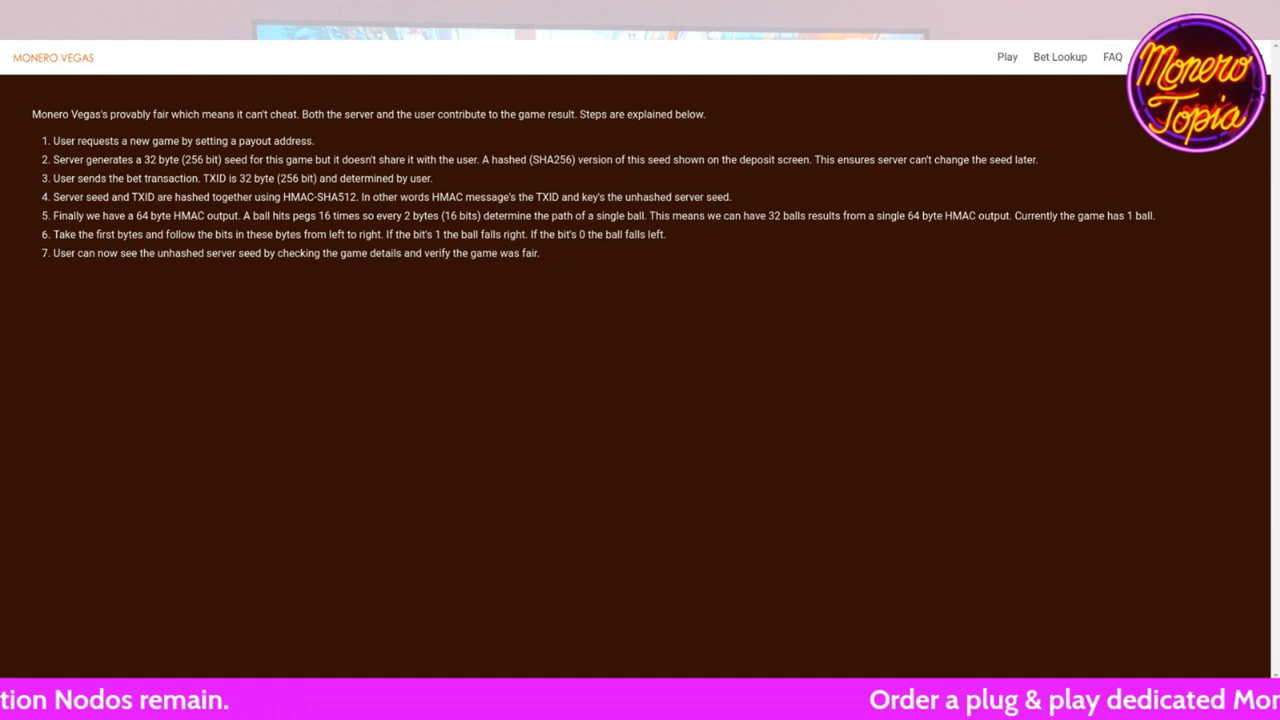 MONERO VEGAS
Play
Bet Lookup
FAQ
Monero
Topia
Monero Vegas's provably fair which means it can't cheat. Both the server and the user contribute to the game result. Steps are explained below.
1. User requests a new game by setting a payout address.
2. Server generates a 32 byte (256 bit) seed for this game but it doesn't share it with the user. A hashed (SHA256) version of this seed shown on the deposit screen. This ensures server can't change the seed later.
3. User sends the bet transaction. TXID is 32 byte (256 bit) and determined by user.
4. Server seed and TXID are hashed together using HMAC-SHA512. In other words HMAC message's the TXID and key's the unhashed server seed.
5. Finally we have a 64 byte HMAC output. A ball hits pegs 16 times so every 2 bytes (16 bits) determine the path of a single ball. This means we can have 32 balls results from a single 64 byte HMAC output. Currently the game has 1 ball.
6. Take the first bytes and follow the bits in these bytes from left to right. If the bit's 1 the ball falls right. If the bit's 0 the ball falls left.
7. User can now see the unhashed server seed by checking the game details and verify the game was fair.
tion Nodos remain.
Order a plug & play dedicated Mon